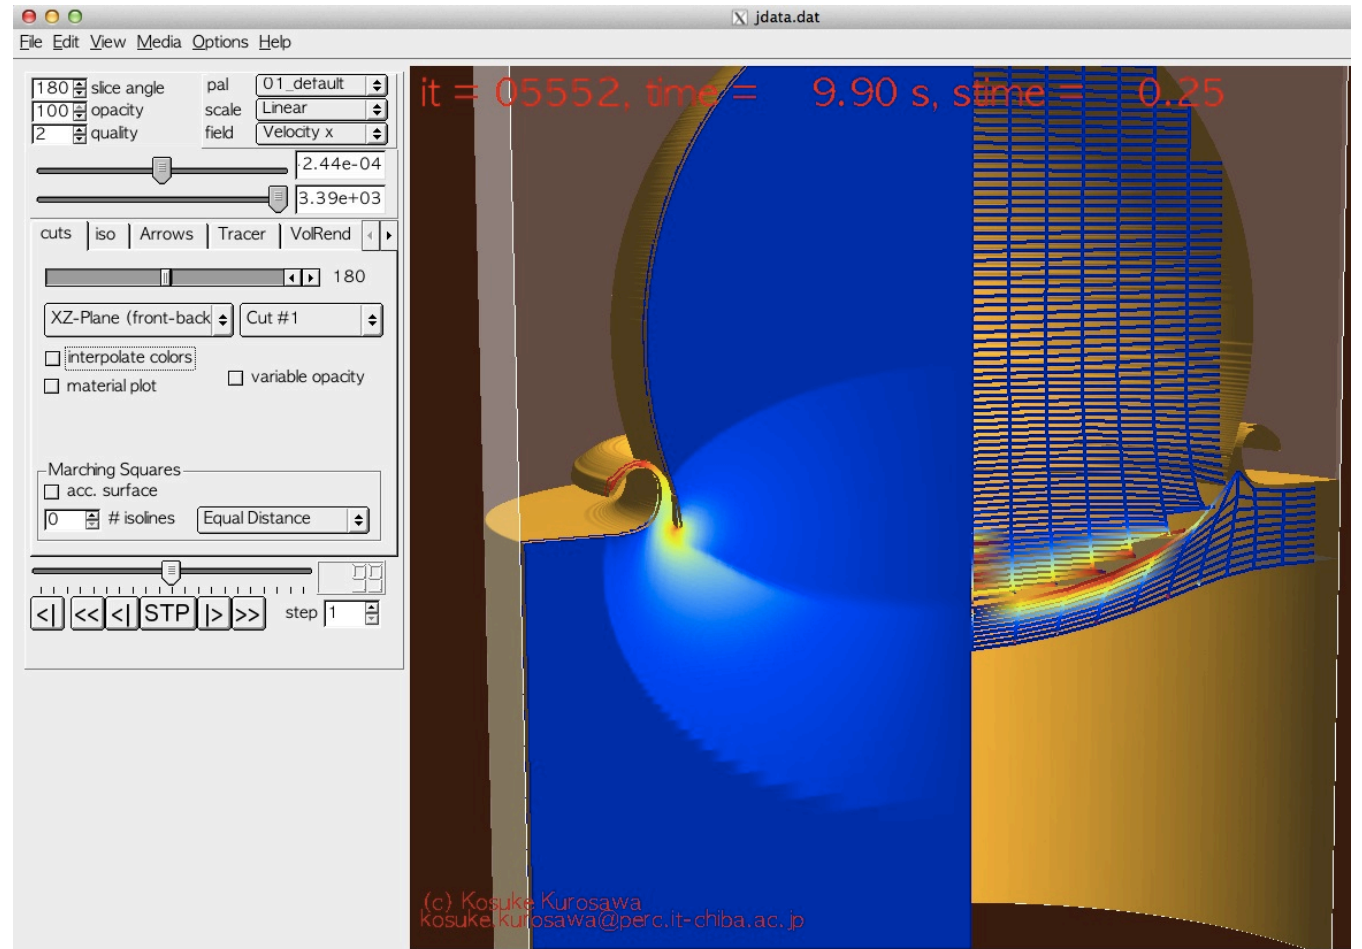 jdata.dat
File Edit View Media Options Help
180 slice angle pal 01_default
100 opacity scale Linear
2 quality field Velocity x
-2.44e-04
3.39e+03
cuts iso Arrows Tracer VolRend
180
XZ-Plane (front-back Cut #1
interpolate colors
material plot variable opacity
Marching Squares
acc. surface
0 # isolines Equal Distance
99
<| << <| STP |> >> step 1
it = 05552, time = 9.90 s, stime = 0.25
(c) Kosuke Kurosawa
kosuke.kurosawa@perc.it-chiba.ac.jp